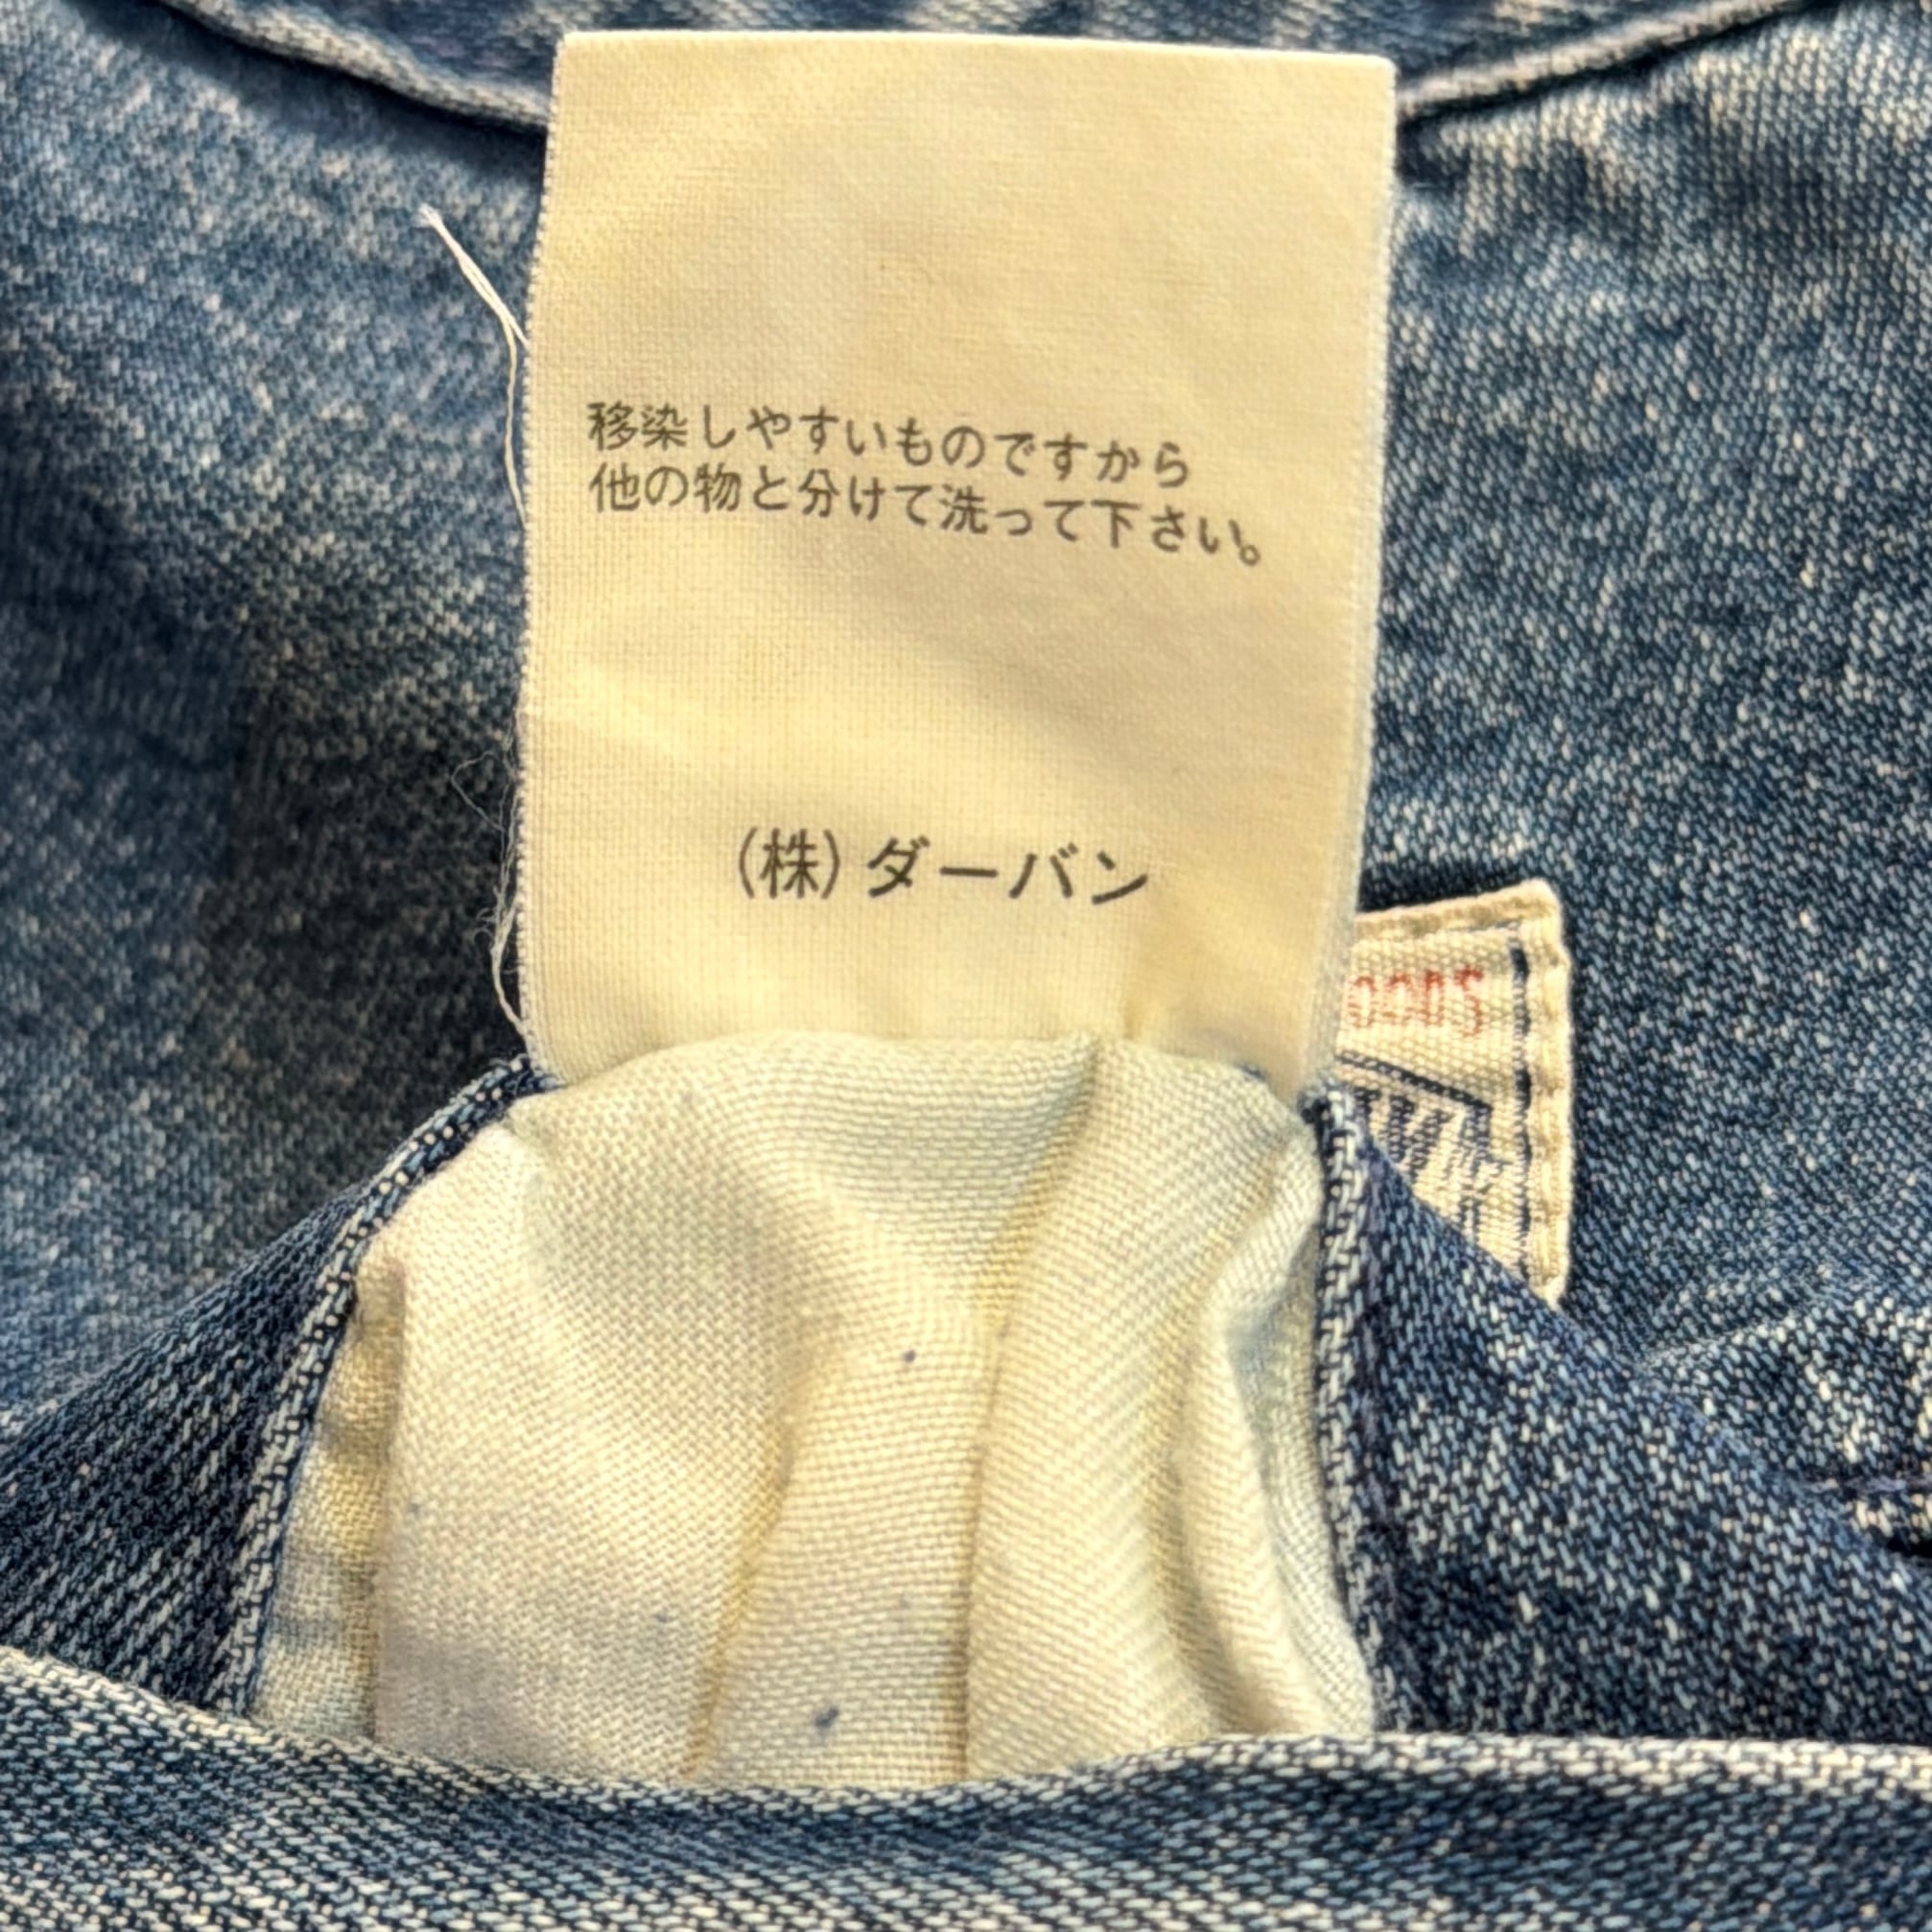 移染しやすいものですから
他の物と分けて洗って下さい。
(株)ダーバン